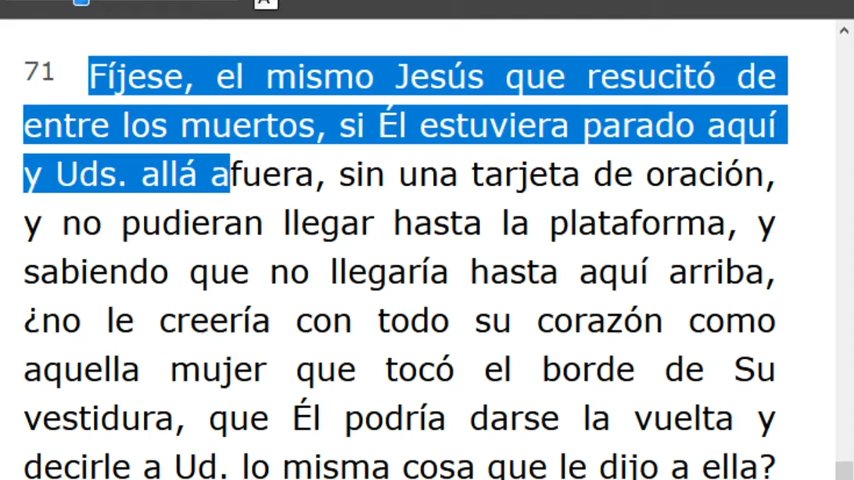 71 Fíjese, el mismo Jesús que resucitó de
entre los muertos, si Él estuviera parado aquí
y Uds. allá afuera, sin una tarjeta de oración,
y no pudieran llegar hasta la plataforma, y
sabiendo que no llegaría hasta aquí arriba,
¿no le creería con todo su corazón como
aquella mujer que tocó el borde de Su
vestidura, que Él podría darse la vuelta y
decirle a Ud. lo misma cosa que le dijo a ella?